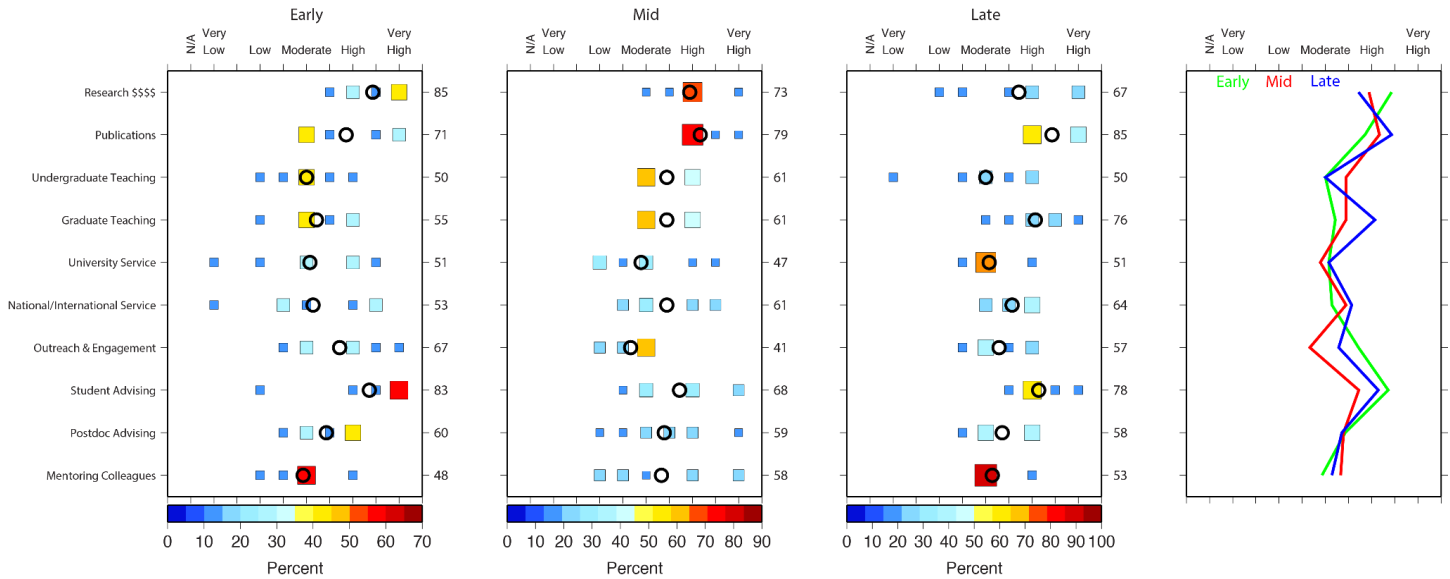 Early Mid Late
N/A Very Low Low Moderate High Very High N/A Very Low Low Moderate High Very High N/A Very Low Low Moderate High Very High N/A Very Low Low Moderate High Very High
Early Mid Late
Research $$$$ 85 73 67
Publications 71 79 85
Undergraduate Teaching 50 61 50
Graduate Teaching 55 61 76
University Service 51 47 51
National/International Service 53 61 64
Outreach & Engagement 67 41 57
Student Advising 83 68 78
Postdoc Advising 60 59 58
Mentoring Colleagues 48 58 53
0 10 20 30 40 50 60 70 0 10 20 30 40 50 60 70 80 90 0 10 20 30 40 50 60 70 80 90 100
Percent Percent Percent